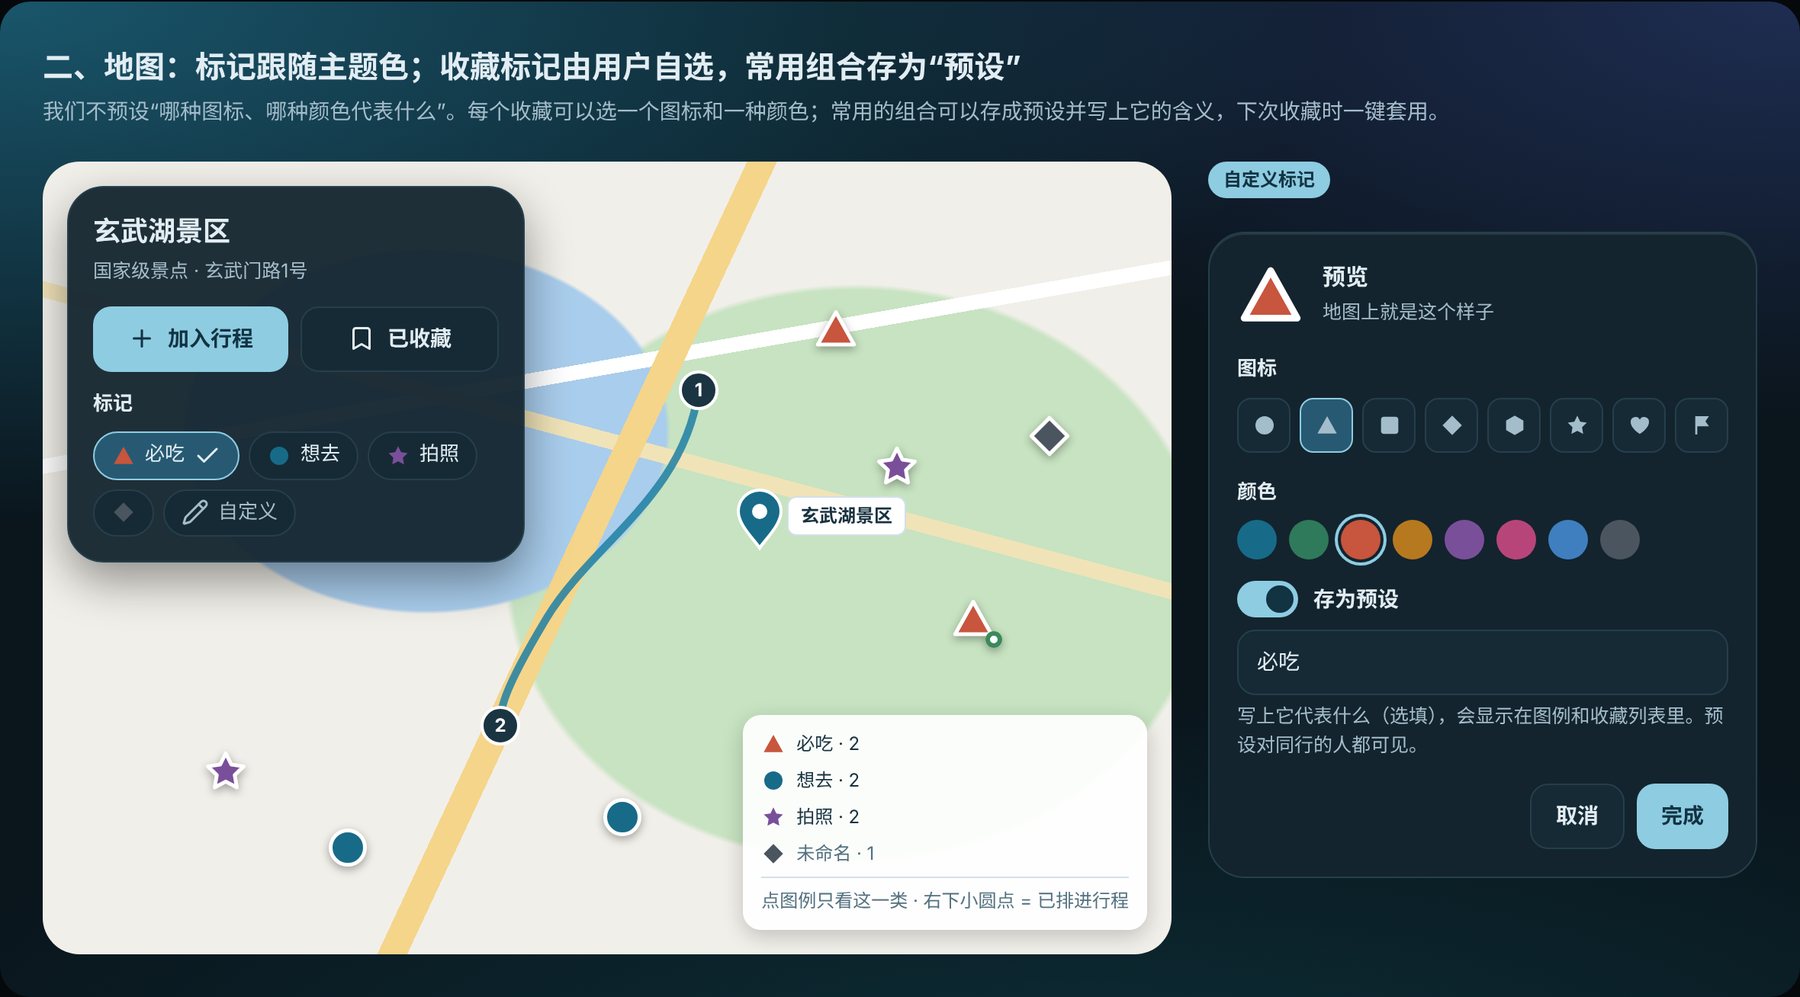 二、地图：标记跟随主题色；收藏标记由用户自选，常用组合存为“预设”
我们不预设“哪种图标、哪种颜色代表什么”。每个收藏可以选一个图标和一种颜色；常用的组合可以存成预设并写上它的含义，下次收藏时一键套用。
玄武湖景区
国家级景点 · 玄武门路1号
加入行程
已收藏
标记
必吃
想去
拍照
自定义
1
玄武湖景区
2
必吃 · 2
想去 · 2
拍照 · 2
未命名 · 1
点图例只看这一类 · 右下小圆点 = 已排进行程
自定义标记
预览
地图上就是这个样子
图标
颜色
存为预设
必吃
写上它代表什么（选填），会显示在图例和收藏列表里。预
设对同行的人都可见。
取消
完成